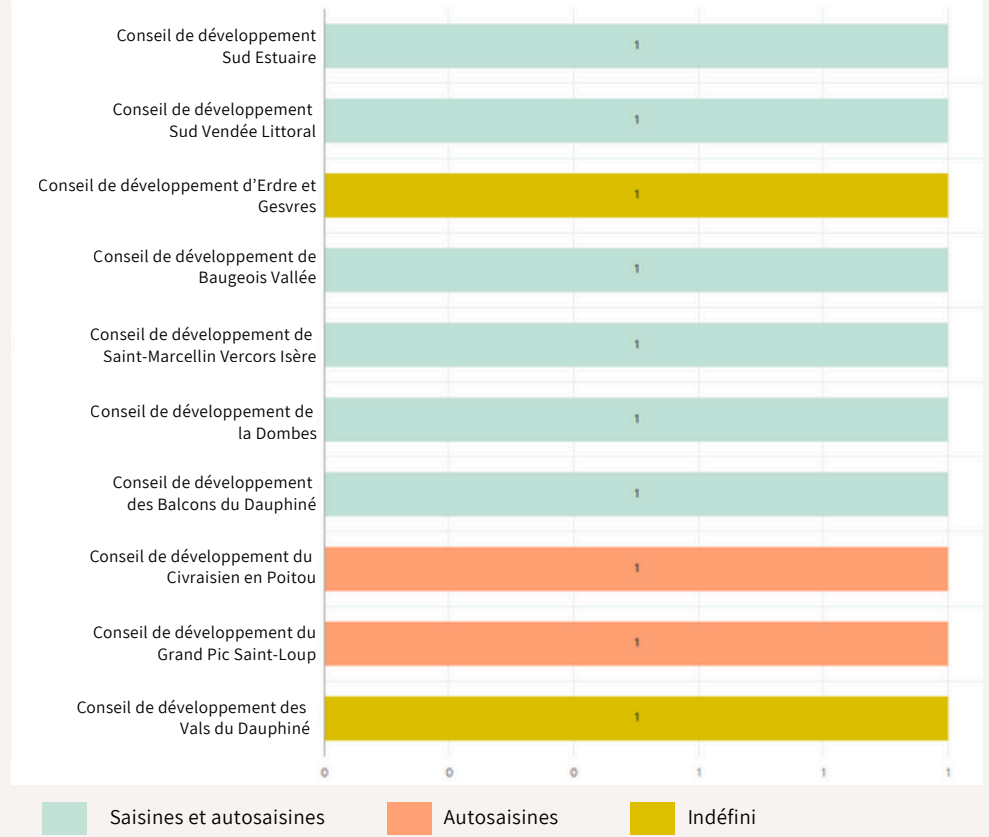 Conseil de développement
Sud Estuaire
1
Conseil de développement
Sud Vendée Littoral
1
Conseil de développement d’Erdre et
Gesvres
1
Conseil de développement de
Baugeois Vallée
1
Conseil de développement de
Saint-Marcellin Vercors Isère
1
Conseil de développement de
la Dombes
1
Conseil de développement
des Balcons du Dauphiné
1
Conseil de développement du
Civraisien en Poitou
1
Conseil de développement du
Grand Pic Saint-Loup
1
Conseil de développement des
Vals du Dauphiné
1
0 0 0 1 1 1
Saisines et autosaisines Autosaisines Indéfini